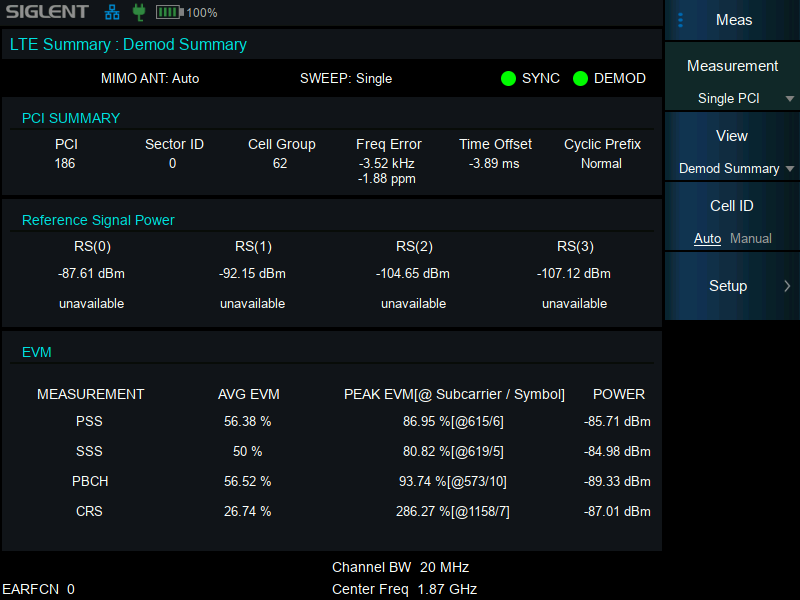 SIGLENT 100%
Meas
LTE Summary : Demod Summary
MIMO ANT: Auto SWEEP: Single SYNC DEMOD
Measurement
Single PCI
View
Demod Summary
Cell ID
Auto Manual
Setup
PCI SUMMARY
PCI Sector ID Cell Group Freq Error Time Offset Cyclic Prefix
186 0 62 -3.52 kHz -3.89 ms Normal
-1.88 ppm
Reference Signal Power
RS(0) RS(1) RS(2) RS(3)
-87.61 dBm -92.15 dBm -104.65 dBm -107.12 dBm
unavailable unavailable unavailable unavailable
EVM
MEASUREMENT AVG EVM PEAK EVM[@ Subcarrier / Symbol] POWER
PSS 56.38 % 86.95 %[@615/6] -85.71 dBm
SSS 50 % 80.82 %[@619/5] -84.98 dBm
PBCH 56.52 % 93.74 %[@573/10] -89.33 dBm
CRS 26.74 % 286.27 %[@1158/7] -87.01 dBm
Channel BW 20 MHz
EARFCN 0 Center Freq 1.87 GHz